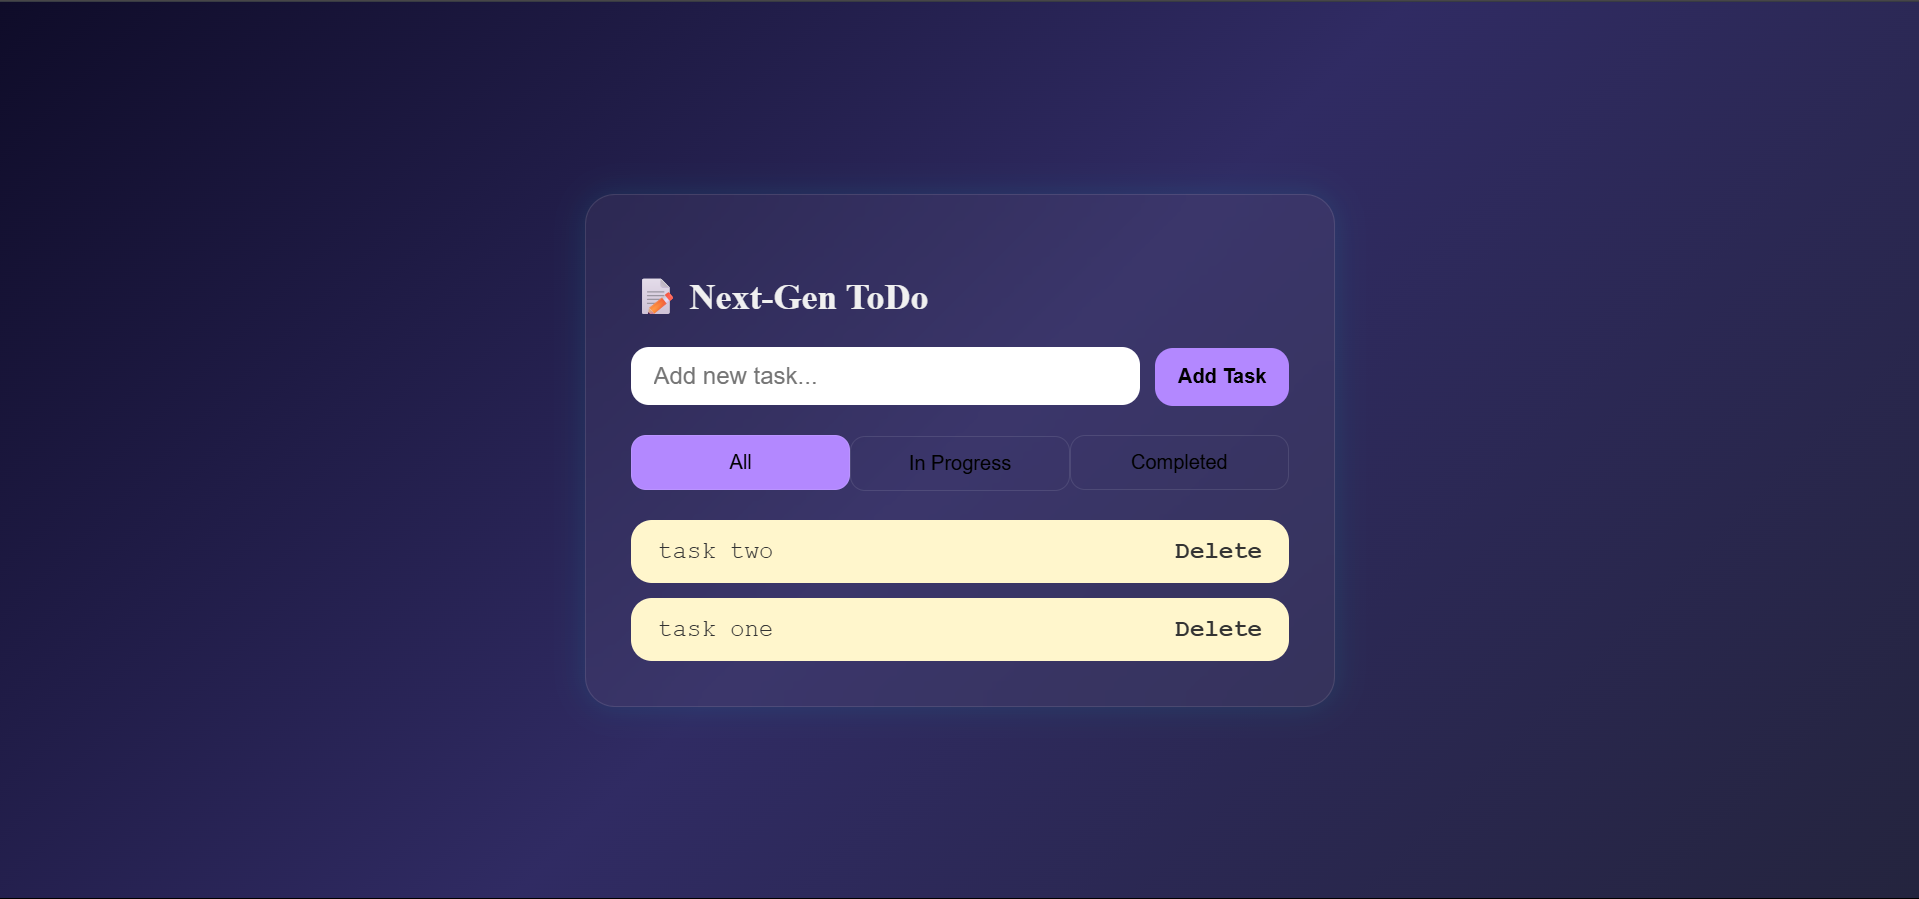 Next-Gen ToDo
Add new task...
Add Task
All
In Progress
Completed
task two
Delete
task one
Delete